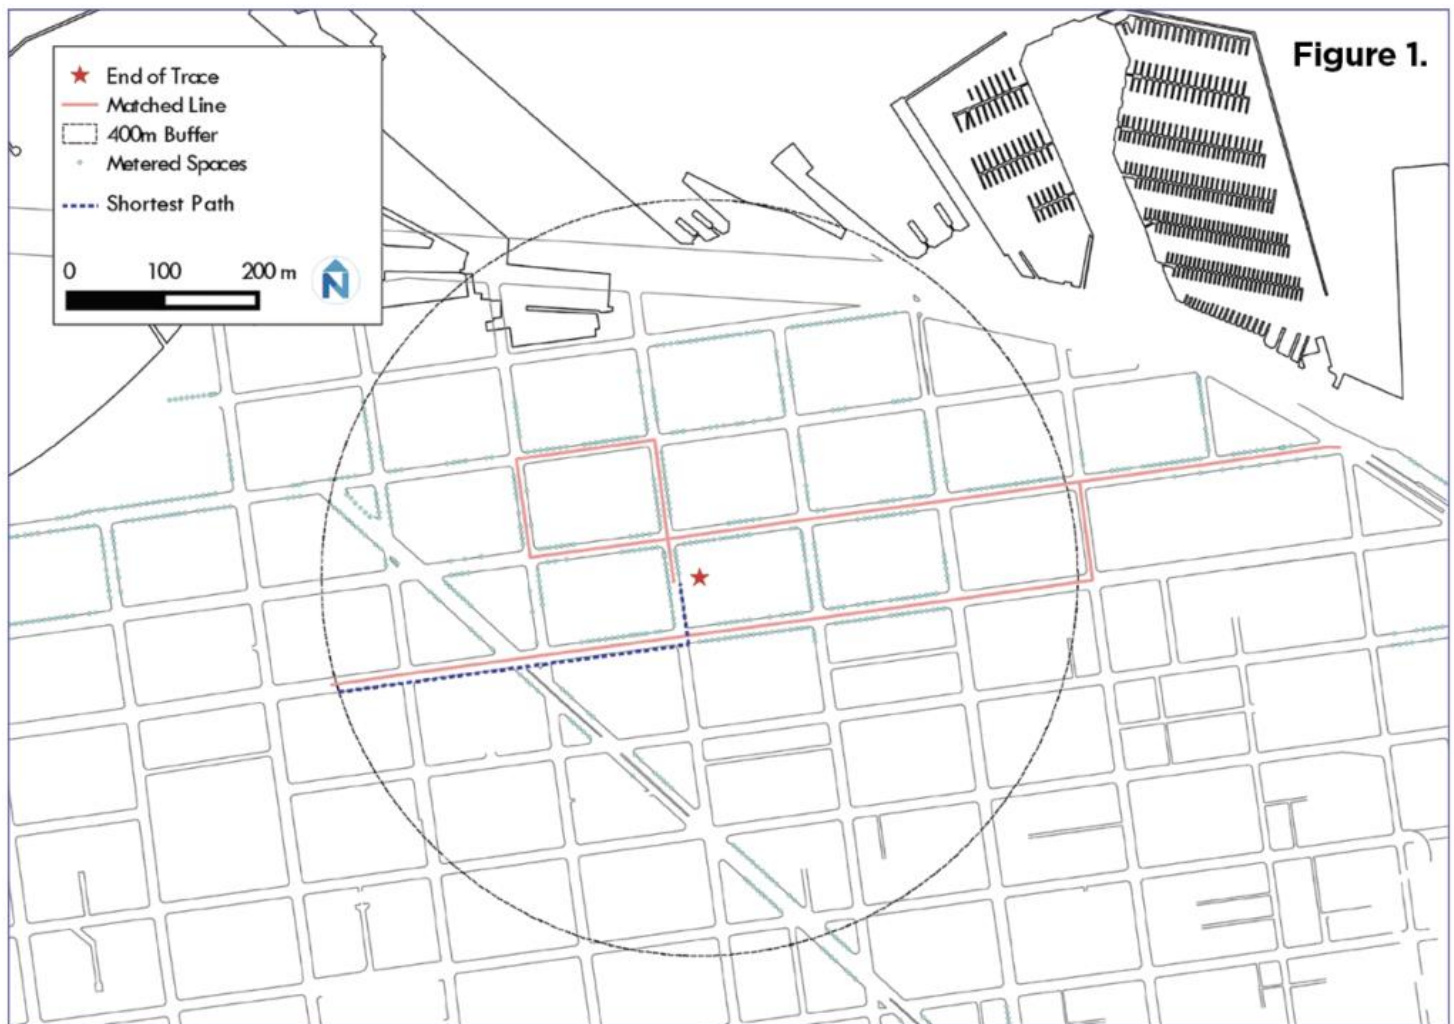 Figure 1.
End of Trace
Matched Line
400m Buffer
Metered Spaces
Shortest Path
0 100 200 m
N